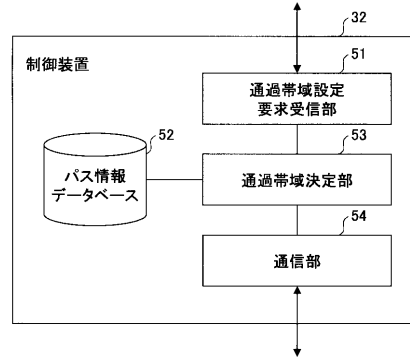 32
制御装置
51
通過帯域設定
要求受信部
52
パス情報
データベース
53
通過帯域決定部
54
通信部